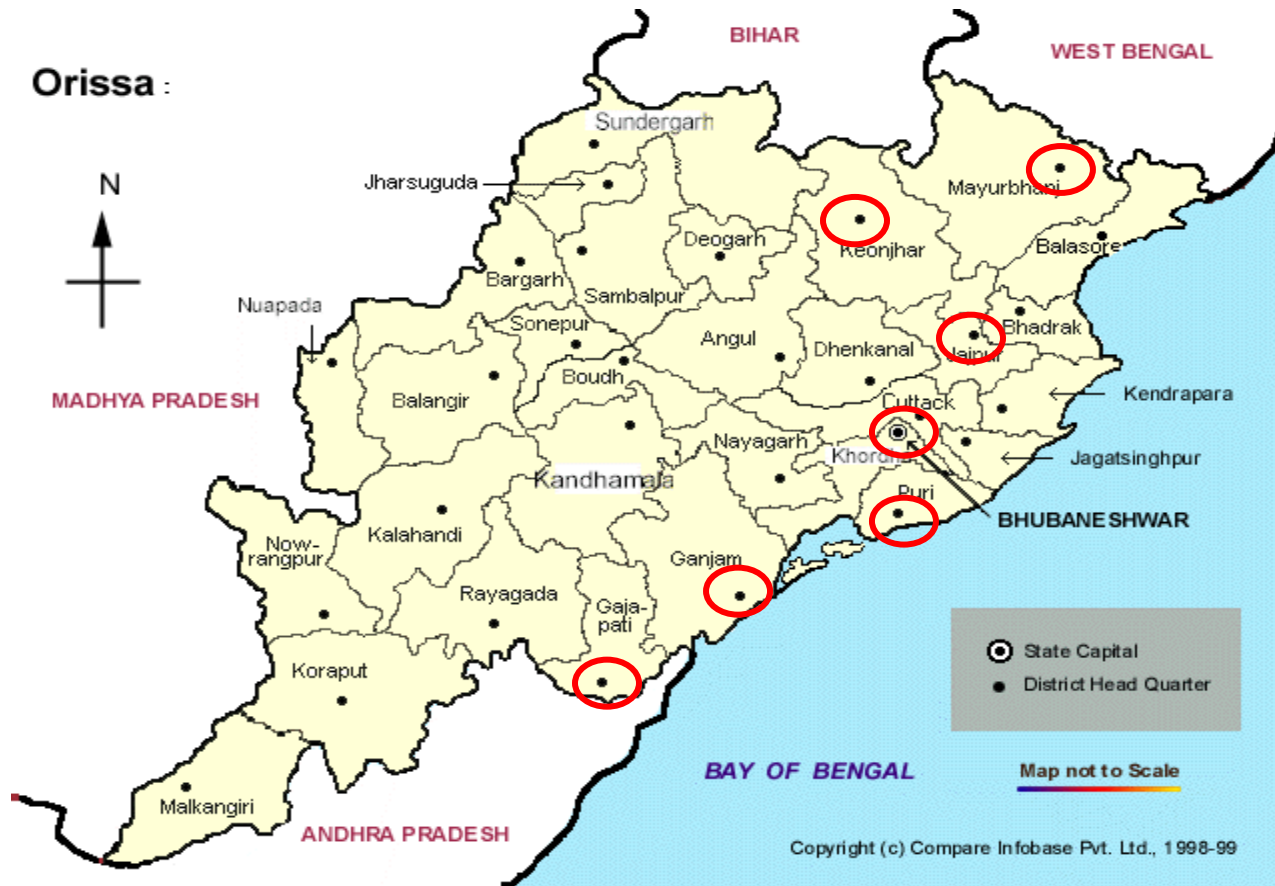 BIHAR
WEST BENGAL
Orissa :
Sundergarh
N
Jharsuguda
Mayurbhanj
Deogarh
Keonjhar
Balasore
Bargarh
Sambalpur
Nuapada
Sonepur
Angul
Dhenkanal
Jajpur
Bhadrak
MADHYA PRADESH
Balangir
Boudh
Cuttack
Kendrapara
Nayagarh
Khordha
Jagatsinghpur
Kandhamala
Puri
BHUBANESHWAR
Kalahandi
Now-
rangpur
Ganjam
Rayagada
Gaja-
pati
Koraput
State Capital
District Head Quarter
BAY OF BENGAL
Map not to Scale
Malkangiri
ANDHRA PRADESH
Copyright (c) Compare Infobase Pvt. Ltd., 1998-99